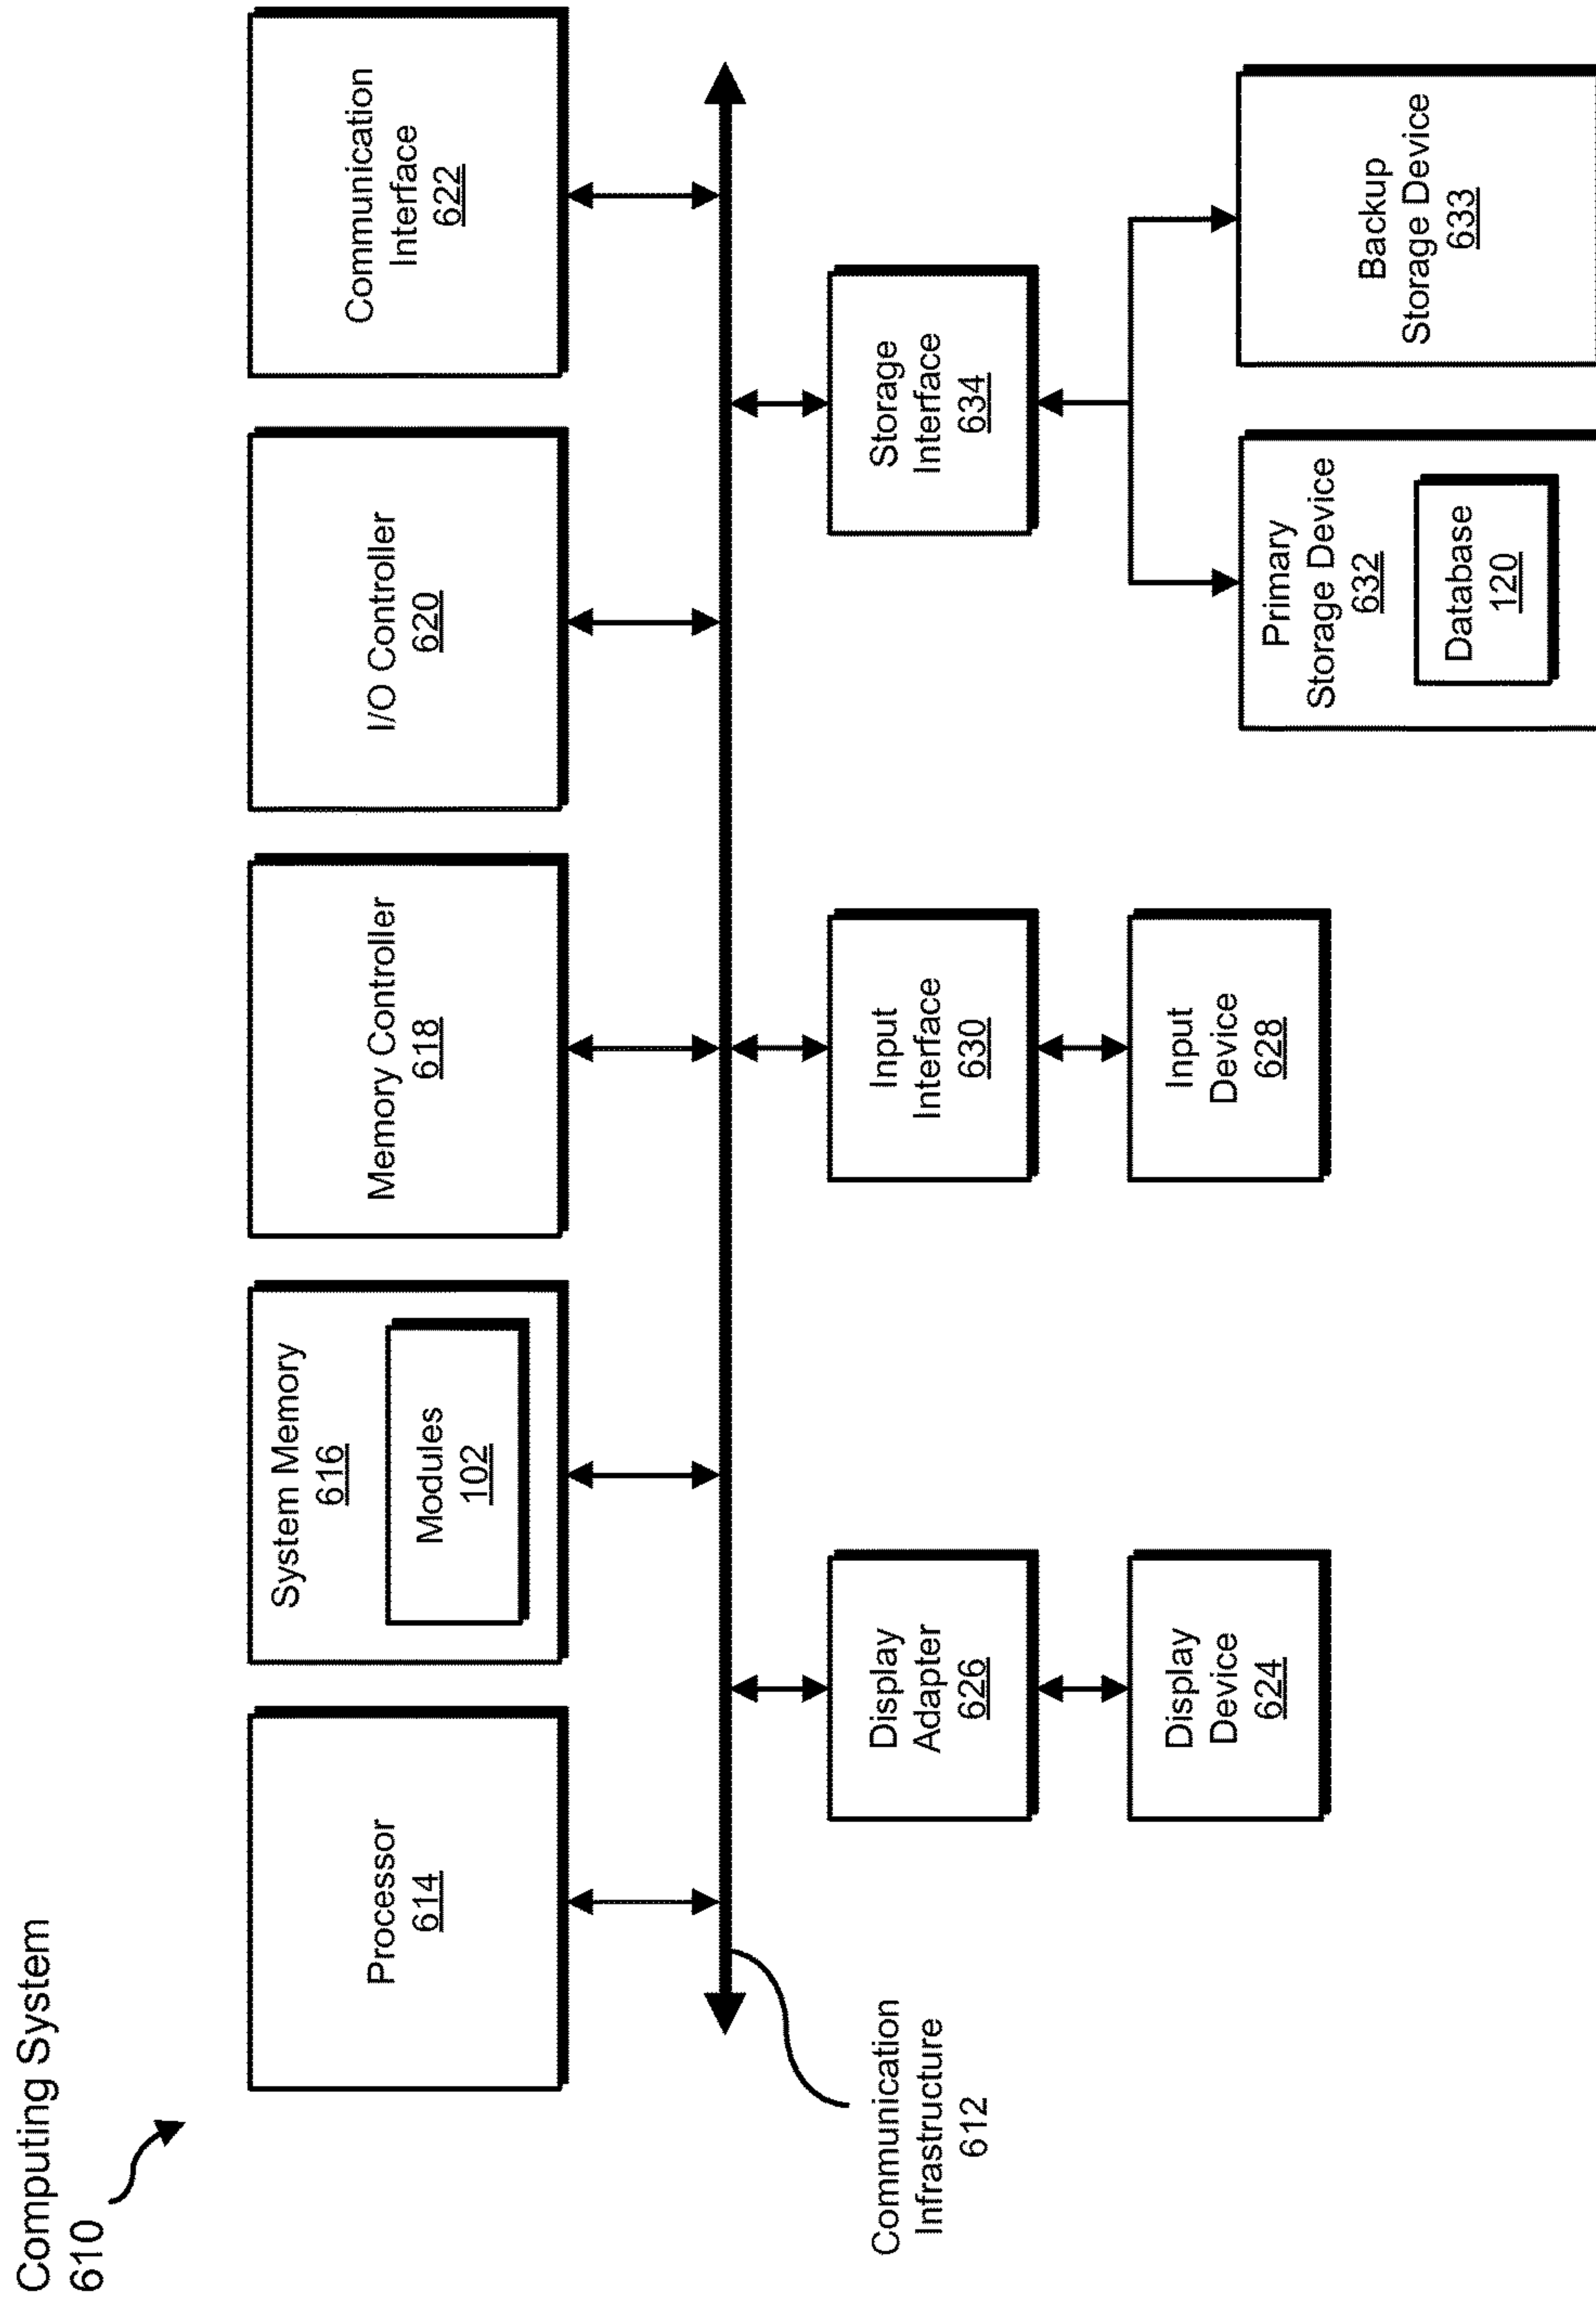 Computing System
610
Processor
614
System Memory
616
Modules
102
Memory Controller
618
I/O Controller
620
Communication
Interface
622
Communication
Infrastructure
612
Display
Adapter
626
Input
Interface
630
Storage
Interface
634
Display
Device
624
Input
Device
628
Primary
Storage Device
632
Database
120
Backup
Storage Device
633